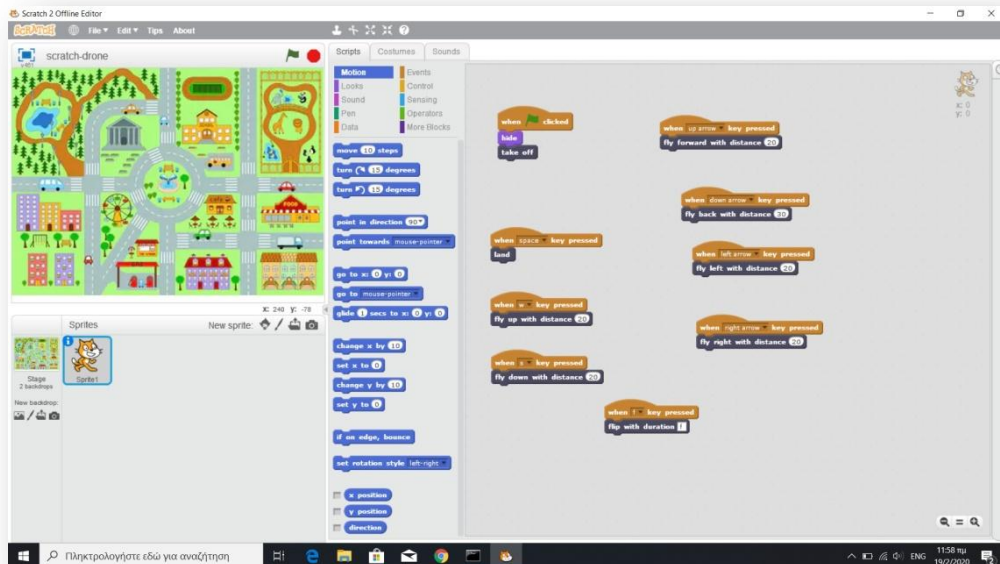 Scratch 2 Offline Editor
SCRATCH File Edit Tips About
scratch-drone
Scripts Costumes Sounds
Motion Events
Looks Control
Sound Sensing
Pen Operators
Data More Blocks
move 10 steps
turn 15 degrees
turn 15 degrees
point in direction 90
point towards mouse-pointer
go to x: 0 y: 0
go to mouse-pointer
glide 1 secs to x: 0 y: 0
change x by 10
set x to 0
change y by 10
set y to 0
if on edge, bounce
set rotation style left-right
x position
y position
direction
FOOD
X: 240 y: -78
Sprites New sprite:
Stage
2 backdrops
Sprite1
New backdrop:
x: 0
y: 0
when clicked
hide
take off
when up arrow key pressed
fly forward with distance 20
when down arrow key pressed
fly back with distance 30
when space key pressed
land
when left arrow key pressed
fly left with distance 20
when w key pressed
fly up with distance 20
when right arrow key pressed
fly right with distance 20
when key pressed
fly down with distance 20
when f key pressed
flip with duration f
Πληκτρολογήστε εδώ για αναζήτηση
ENG
11:58 πμ
19/2/2020